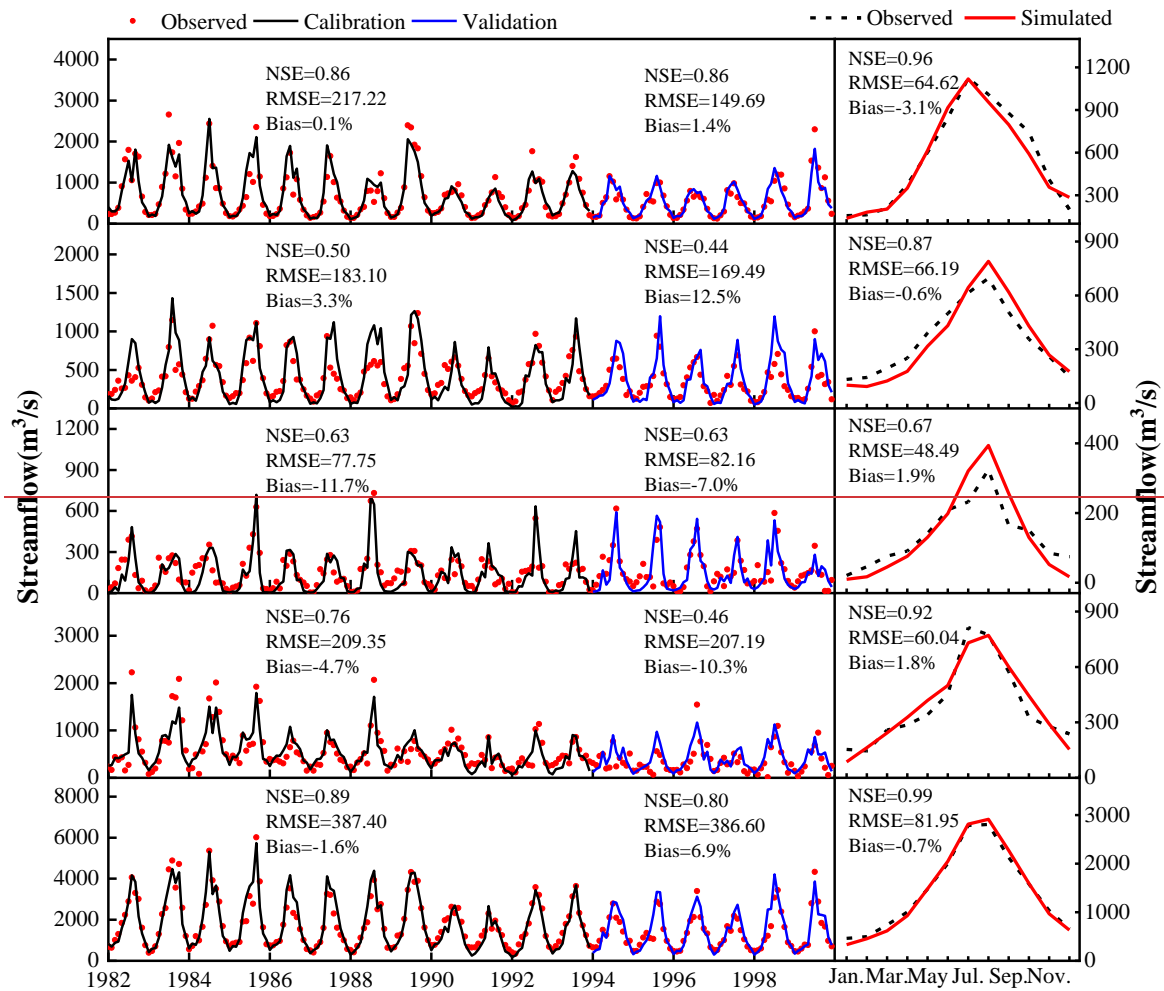 Observed Calibration Validation Observed Simulated
Streamflow(m³/s)
4500
3000
2000
1000
0
NSE=0.86
RMSE=217.22
Bias=0.1%
NSE=0.86
RMSE=149.69
Bias=1.4%
NSE=0.96
RMSE=64.62
Bias=-3.1%
1200
900
600
300
2000
1500
1000
500
0
NSE=0.50
RMSE=183.10
Bias=3.3%
NSE=0.44
RMSE=169.49
Bias=12.5%
NSE=0.87
RMSE=66.19
Bias=-0.6%
900
600
300
0
1200
900
600
300
0
NSE=0.63
RMSE=77.75
Bias=-11.7%
NSE=0.63
RMSE=82.16
Bias=-7.0%
NSE=0.67
RMSE=48.49
Bias=1.9%
400
200
0
3000
2000
1000
0
NSE=0.76
RMSE=209.35
Bias=-4.7%
NSE=0.46
RMSE=207.19
Bias=-10.3%
NSE=0.92
RMSE=60.04
Bias=1.8%
900
600
300
0
8000
6000
4000
2000
0
NSE=0.89
RMSE=387.40
Bias=-1.6%
NSE=0.80
RMSE=386.60
Bias=6.9%
NSE=0.99
RMSE=81.95
Bias=-0.7%
3000
2000
1000
0
Streamflow(m³/s)
1982 1984 1986 1988 1990 1992 1994 1996 1998 Jan. Mar. May Jul. Sep. Nov.